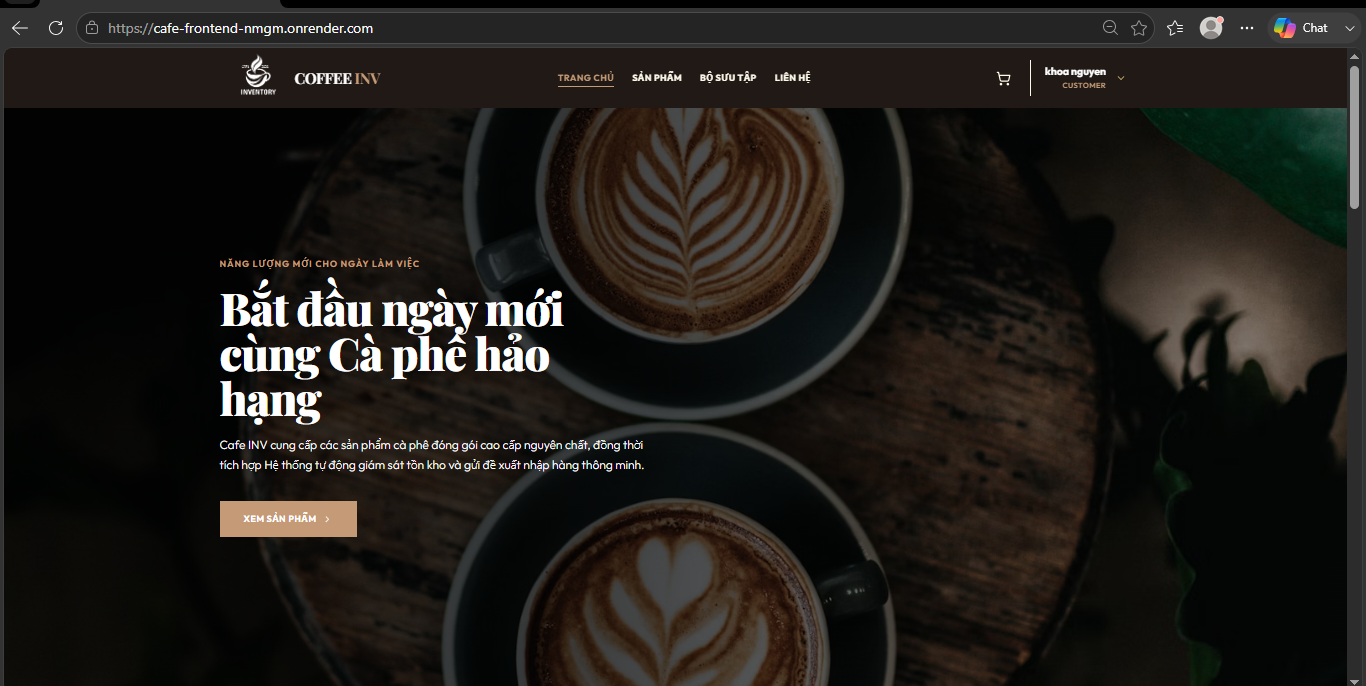 https://cafe-frontend-nmgm.onrender.com
Chat
INVENTORY
COFFEE INV
TRANG CHỦ
SẢN PHẨM
BỘ SƯU TẬP
LIÊN HỆ
khoa nguyen
CUSTOMER
NĂNG LƯỢNG MỚI CHO NGÀY LÀM VIỆC
Bắt đầu ngày mới
cùng Cà phê hảo
hạng
Cafe INV cung cấp các sản phẩm cà phê đóng gói cao cấp nguyên chất, đồng thời
tích hợp Hệ thống tự động giám sát tồn kho và gửi đề xuất nhập hàng thông minh.
XEM SẢN PHẨM